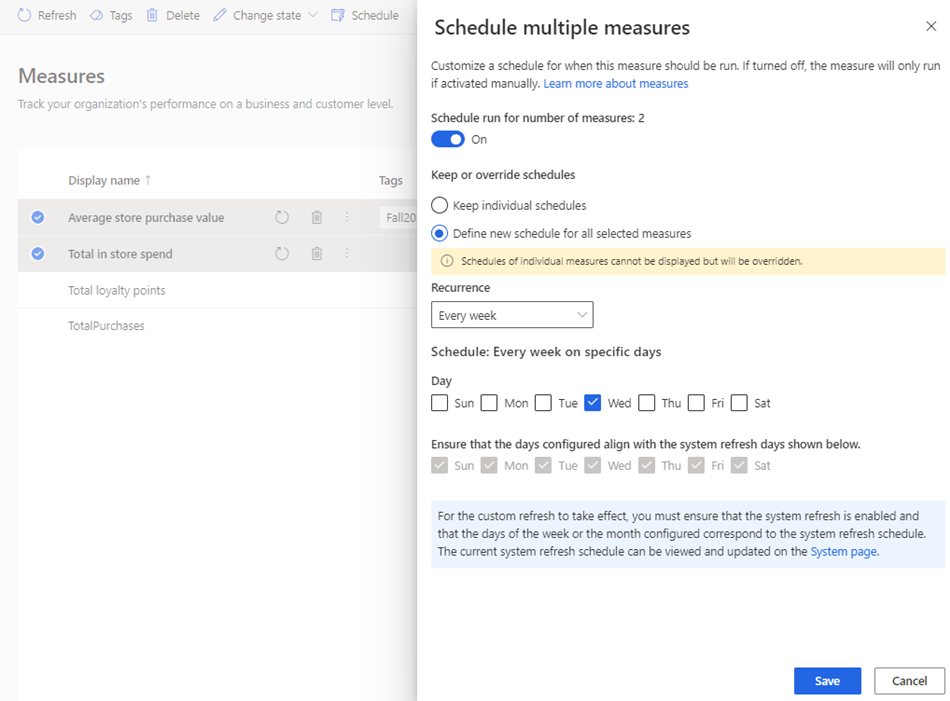 Refresh Tags Delete Change state Schedule
Measures
Track your organization's performance on a business and customer level.
Display name ↑ Tags
Average store purchase value Fall20
Total in store spend
Total loyalty points
TotalPurchases
Schedule multiple measures
Customize a schedule for when this measure should be run. If turned off, the measure will only run
if activated manually. Learn more about measures
Schedule run for number of measures: 2
On
Keep or override schedules
Keep individual schedules
Define new schedule for all selected measures
Schedules of individual measures cannot be displayed but will be overridden.
Recurrence
Every week
Schedule: Every week on specific days
Day
Sun Mon Tue Wed Thu Fri Sat
Ensure that the days configured align with the system refresh days shown below.
Sun Mon Tue Wed Thu Fri Sat
For the custom refresh to take effect, you must ensure that the system refresh is enabled and
that the days of the week or the month configured correspond to the system refresh schedule.
The current system refresh schedule can be viewed and updated on the System page.
Save Cancel